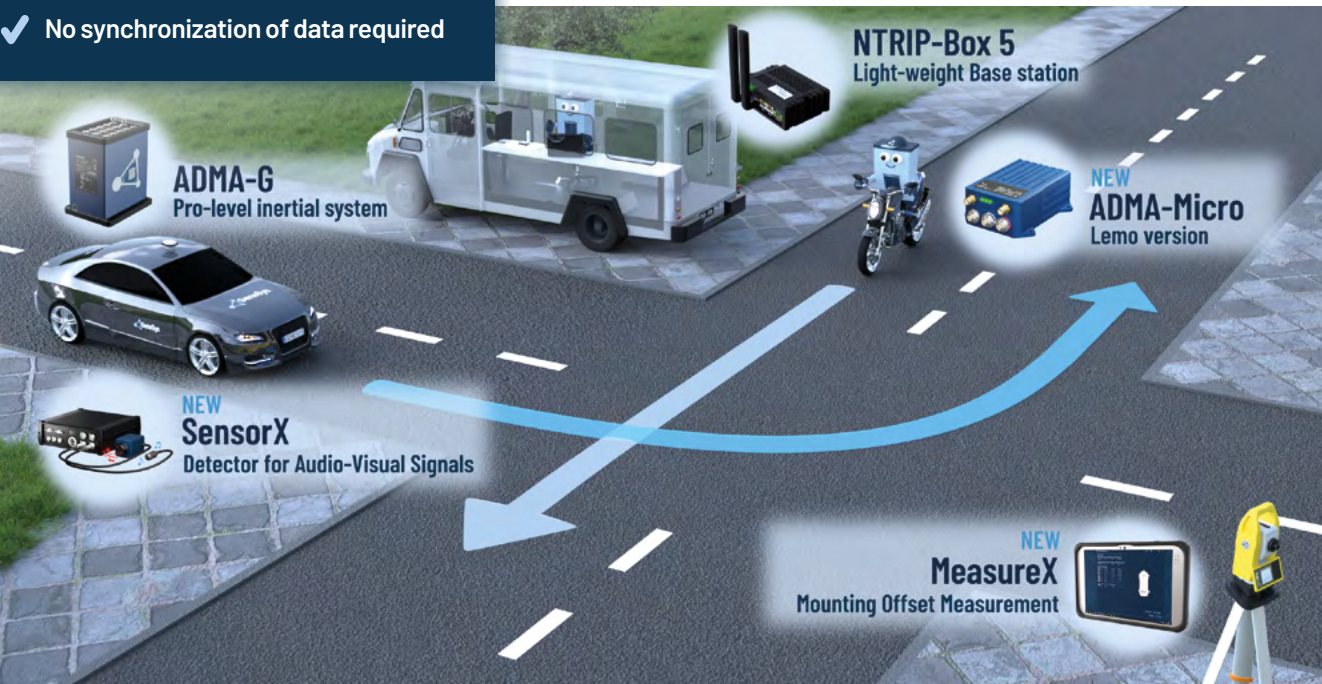 No synchronization of data required
NTRIP-Box 5
Light-weight Base station
ADMA-G
Pro-level inertial system
NEW
ADMA-Micro
Lemo version
NEW
SensorX
Detector for Audio-Visual Signals
NEW
MeasureX
Mounting Offset Measurement